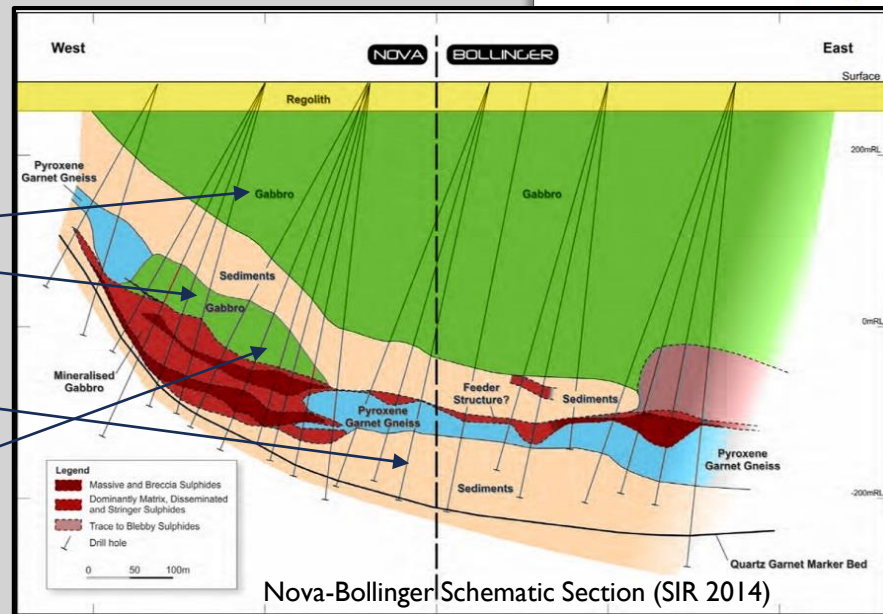 West
NOVA
BOLLINGER
East
Surface
Regolith
Pyroxene
Garnet Gneiss
200mRL
Gabbro
Gabbro
Sediments
Gabbro
0mRL
Mineralised
Gabbro
Feeder
Structure?
Sediments
Pyroxene
Garnet Gneiss
Pyroxene
Garnet Gneiss
Sediments
-200mRL
Legend
Massive and Breccia Sulphides
Dominantly Matrix, Disseminated
and Stringer Sulphides
Trace to Blebby Sulphides
Drill hole
0 50 100m
Quartz Garnet Marker Bed
Nova-Bollinger Schematic Section (SIR 2014)